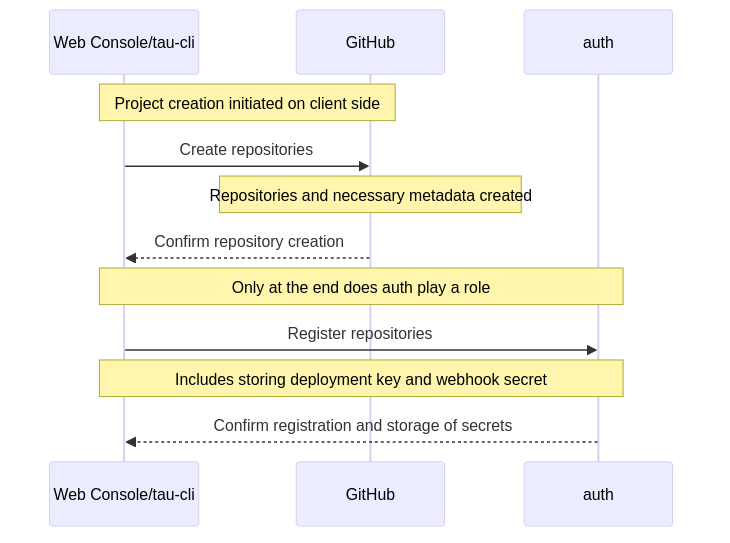 Web Console/tau-cli
GitHub
auth
Project creation initiated on client side
Create repositories
Repositories and necessary metadata created
Confirm repository creation
Only at the end does auth play a role
Register repositories
Includes storing deployment key and webhook secret
Confirm registration and storage of secrets
Web Console/tau-cli
GitHub
auth